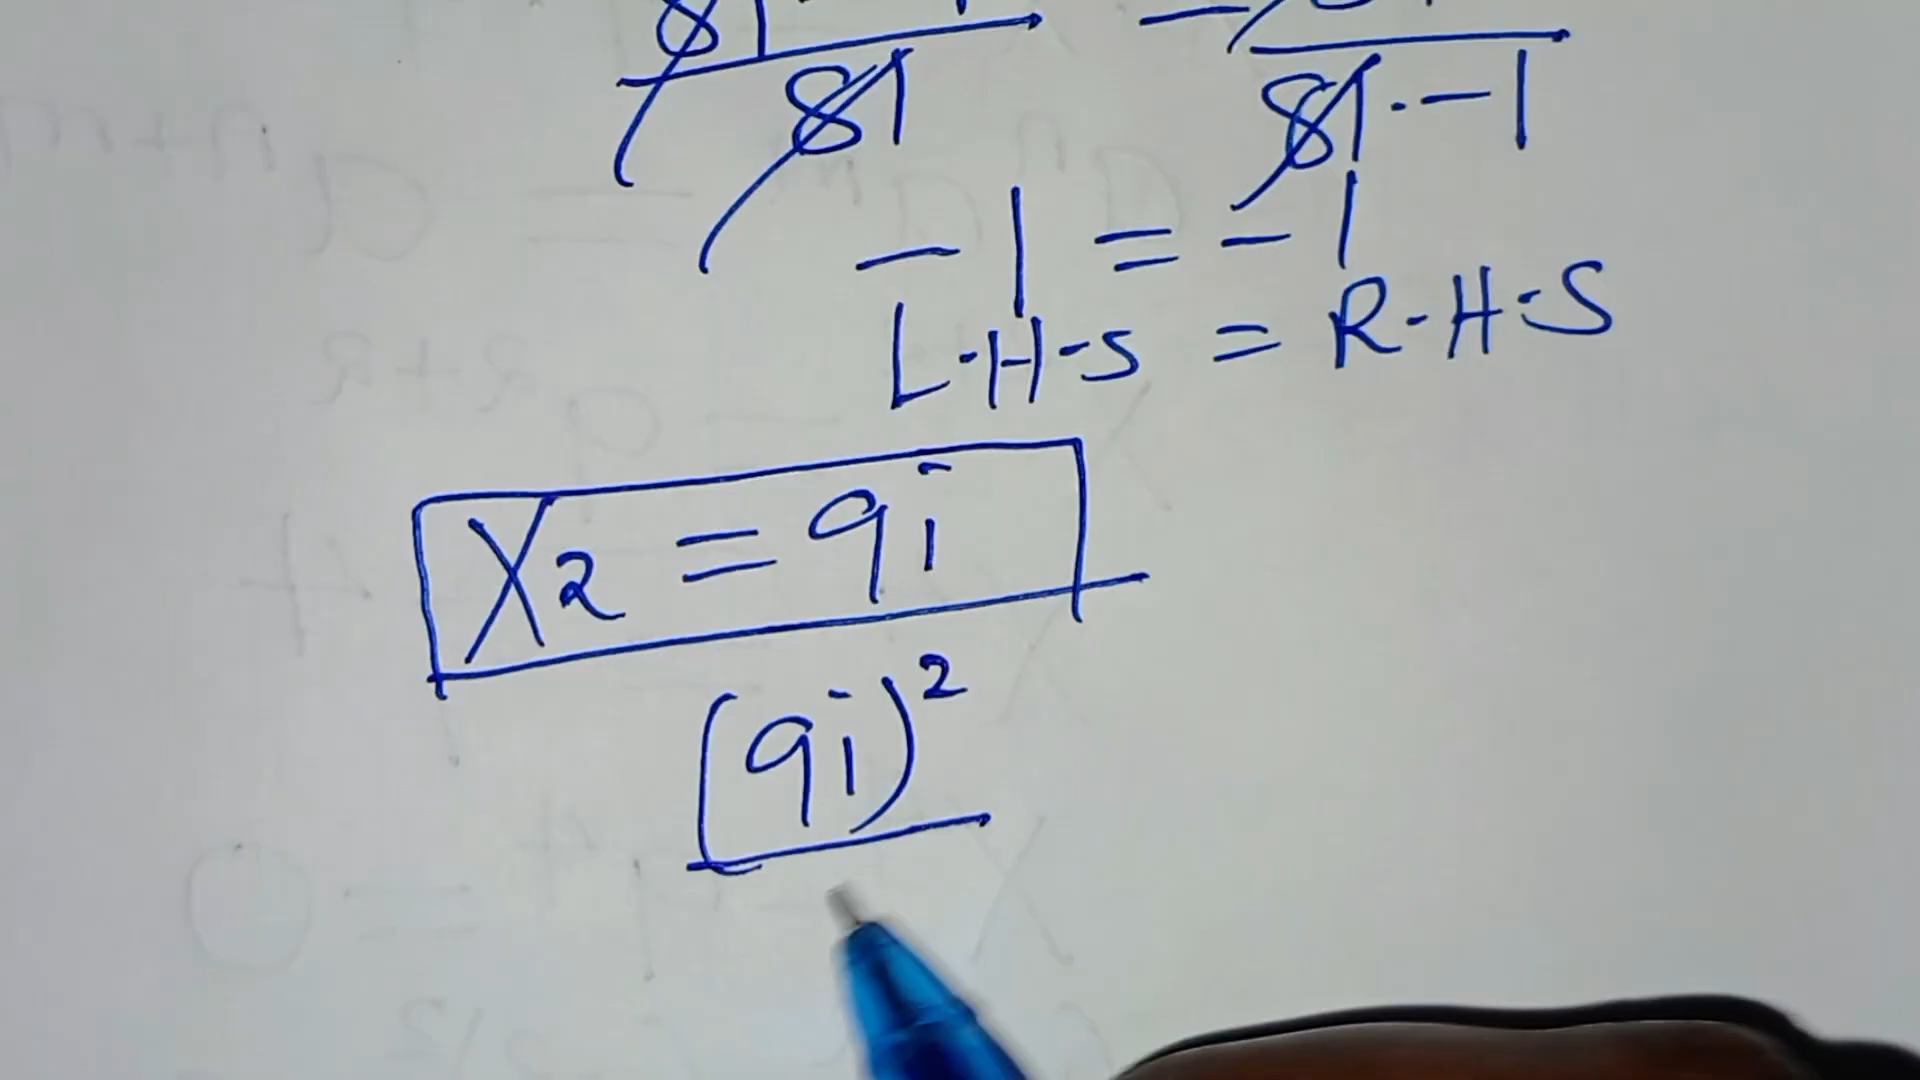 81
81 81 · - 1
- 1 = - 1
L·H·S = R·H·S
X₂ = 9i
(9i)²